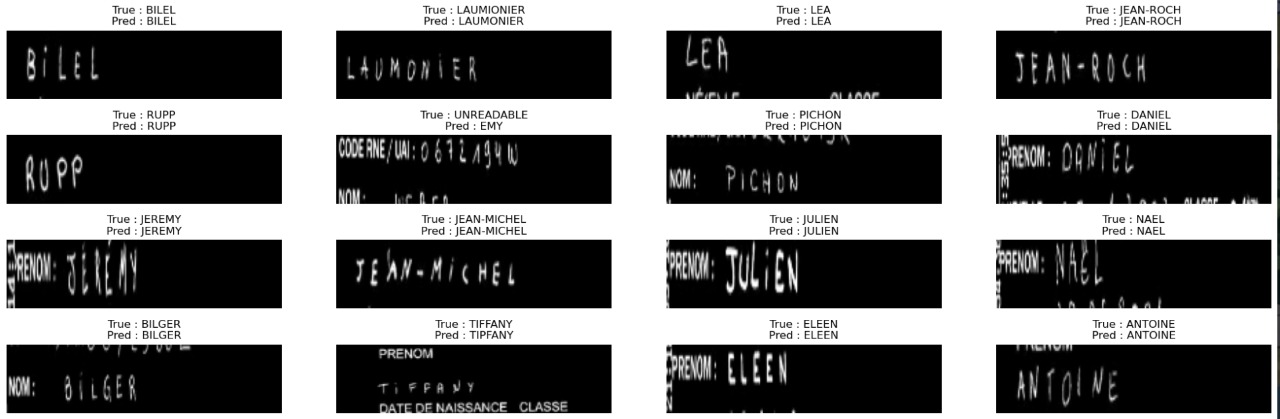 True : BILEL
Pred : BILEL
BiLEL
True : LAUMIONIER
Pred : LAUMONIER
LAUMONiER
True : LEA
Pred : LEA
LEA
True : JEAN-ROCH
Pred : JEAN-ROCH
JEAN-ROCH
True : RUPP
Pred : RUPP
RUPP
True : UNREADABLE
Pred : EMY
CODE RNE/UAI: 0672194W
NOM:
True : PICHON
Pred : PICHON
NOM: PiCHON
True : DANIEL
Pred : DANIEL
PRENOM: DANiEL
True : JEREMY
Pred : JEREMY
PRENOM: JÉRÉMY
True : JEAN-MICHEL
Pred : JEAN-MICHEL
JEAN-MiCHEL
True : JULIEN
Pred : JULIEN
PRENOM: JULiEN
True : NAEL
Pred : NAEL
PRENOM: NAËL
True : BILGER
Pred : BILGER
NOM: BiLGER
True : TIFFANY
Pred : TIPFANY
PRENOM
TiFFANY
DATE DE NAISSANCE CLASSE
True : ELEEN
Pred : ELEEN
PRENOM: ELEEN
True : ANTOINE
Pred : ANTOINE
ANTOINE